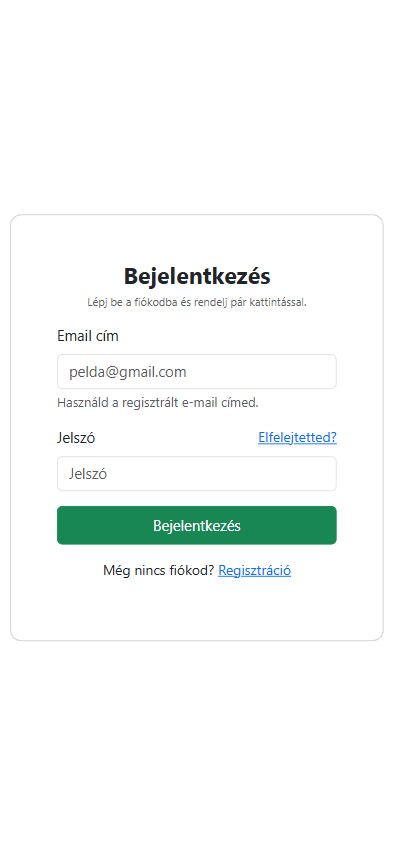 Bejelentkezés
Lépj be a fiókodba és rendelj pár kattintással.
Email cím
pelda@gmail.com
Használd a regisztrált e-mail címed.
Jelszó Elfelejtetted?
Jelszó
Bejelentkezés
Még nincs fiókod? Regisztráció